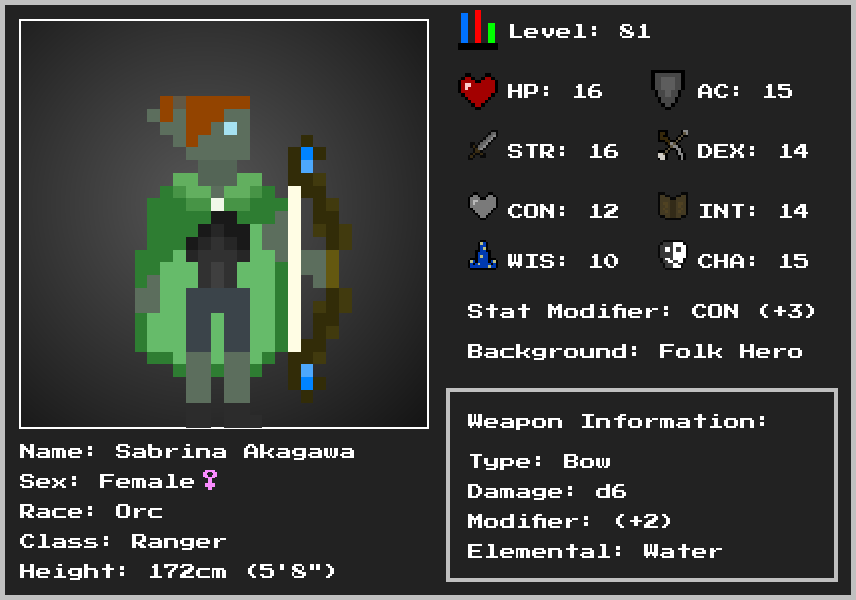 Level: 81
HP: 16 AC: 15
STR: 16 DEX: 14
CON: 12 INT: 14
WIS: 10 CHA: 15
Stat Modifier: CON (+3)
Background: Folk Hero
Weapon Information:
Type: Bow
Damage: d6
Modifier: (+2)
Elemental: Water
Name: Sabrina Akagawa
Sex: Female♀
Race: Orc
Class: Ranger
Height: 172cm (5'8")